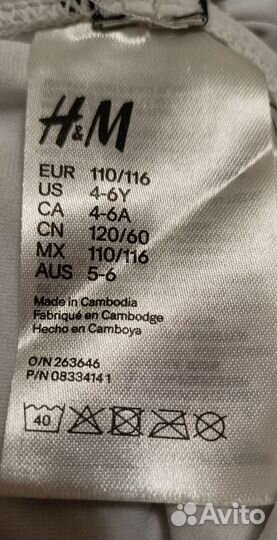 H&M
EUR 110/116
US 4-6Y
CA 4-6A
CN 120/60
MX 110/116
AUS 5-6
Made in Cambodia
Fabriqué en Cambodge
Hecho en Camboya
O/N 263646
P/N 08334141
40
Avito